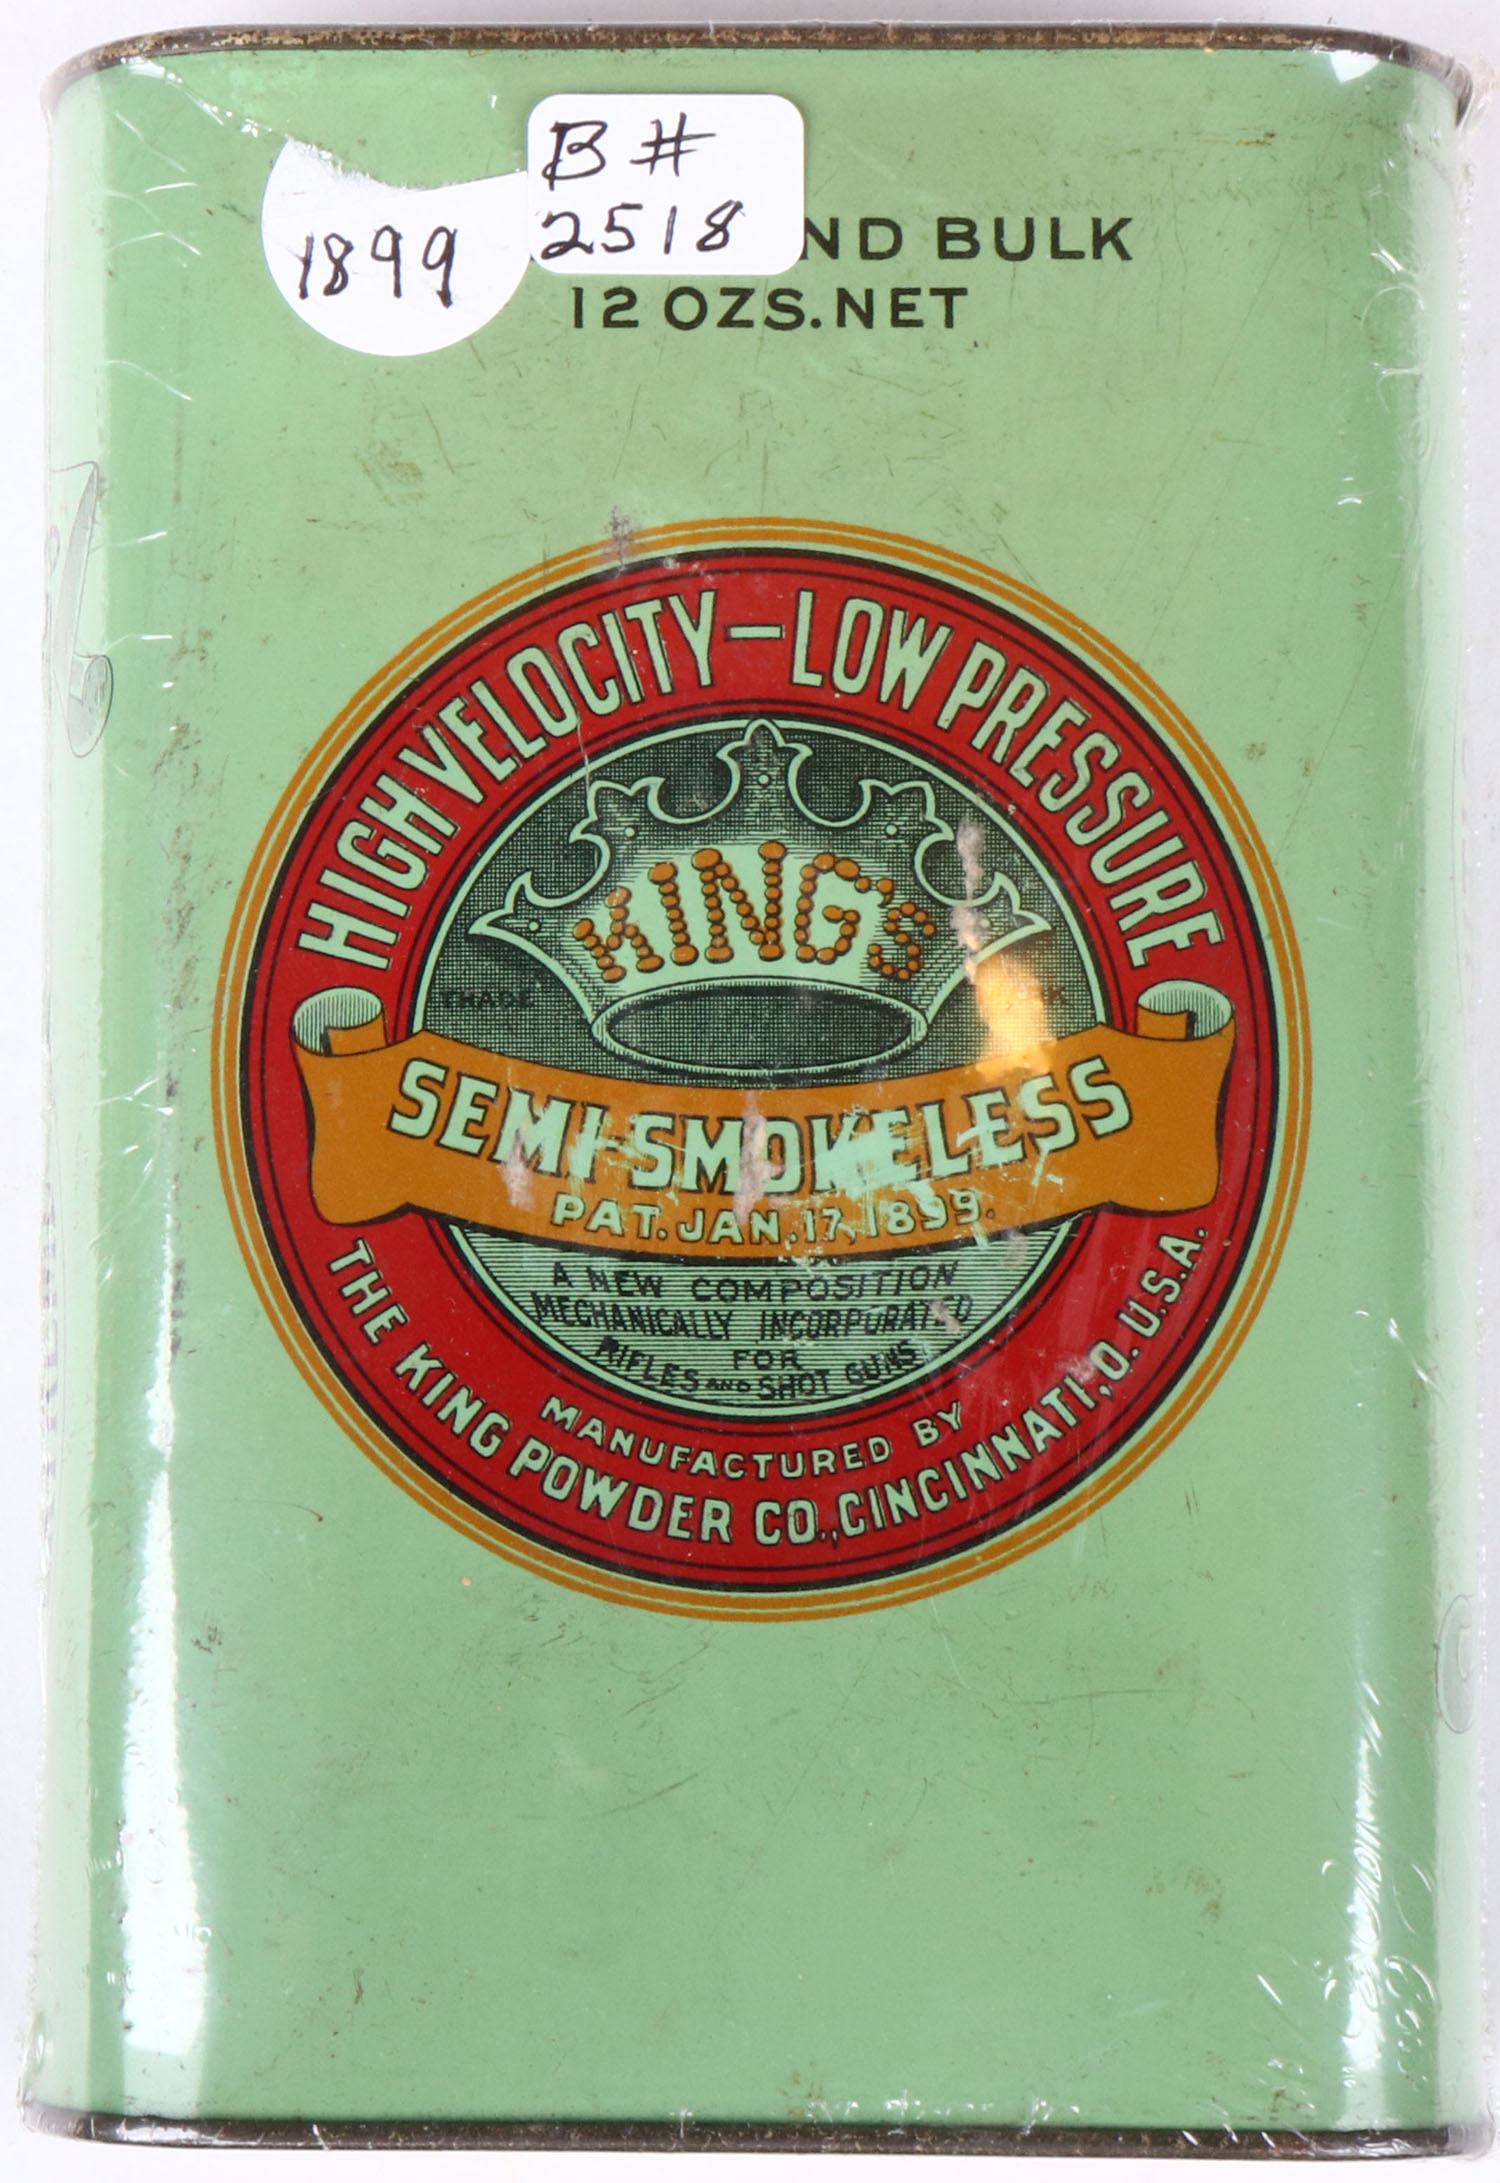 B #
2518
1899
ND BULK
12 OZS. NET
HIGH VELOCITY - LOW PRESSURE
KING'S
TRADE
SEMI-SMOKELESS
PAT. JAN. 17, 1899.
A NEW COMPOSITION
MECHANICALLY INCORPORATED
FOR
RIFLES AND SHOT GUNS
MANUFACTURED BY
THE KING POWDER CO., CINCINNATI, O. U.S.A.